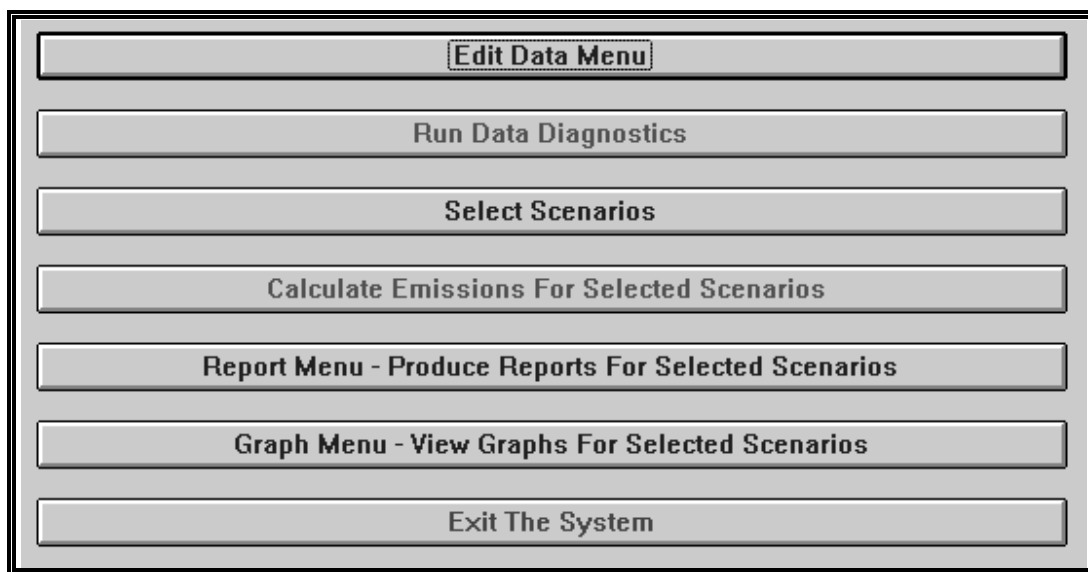 Edit Data Menu
Run Data Diagnostics
Select Scenarios
Calculate Emissions For Selected Scenarios
Report Menu - Produce Reports For Selected Scenarios
Graph Menu - View Graphs For Selected Scenarios
Exit The System